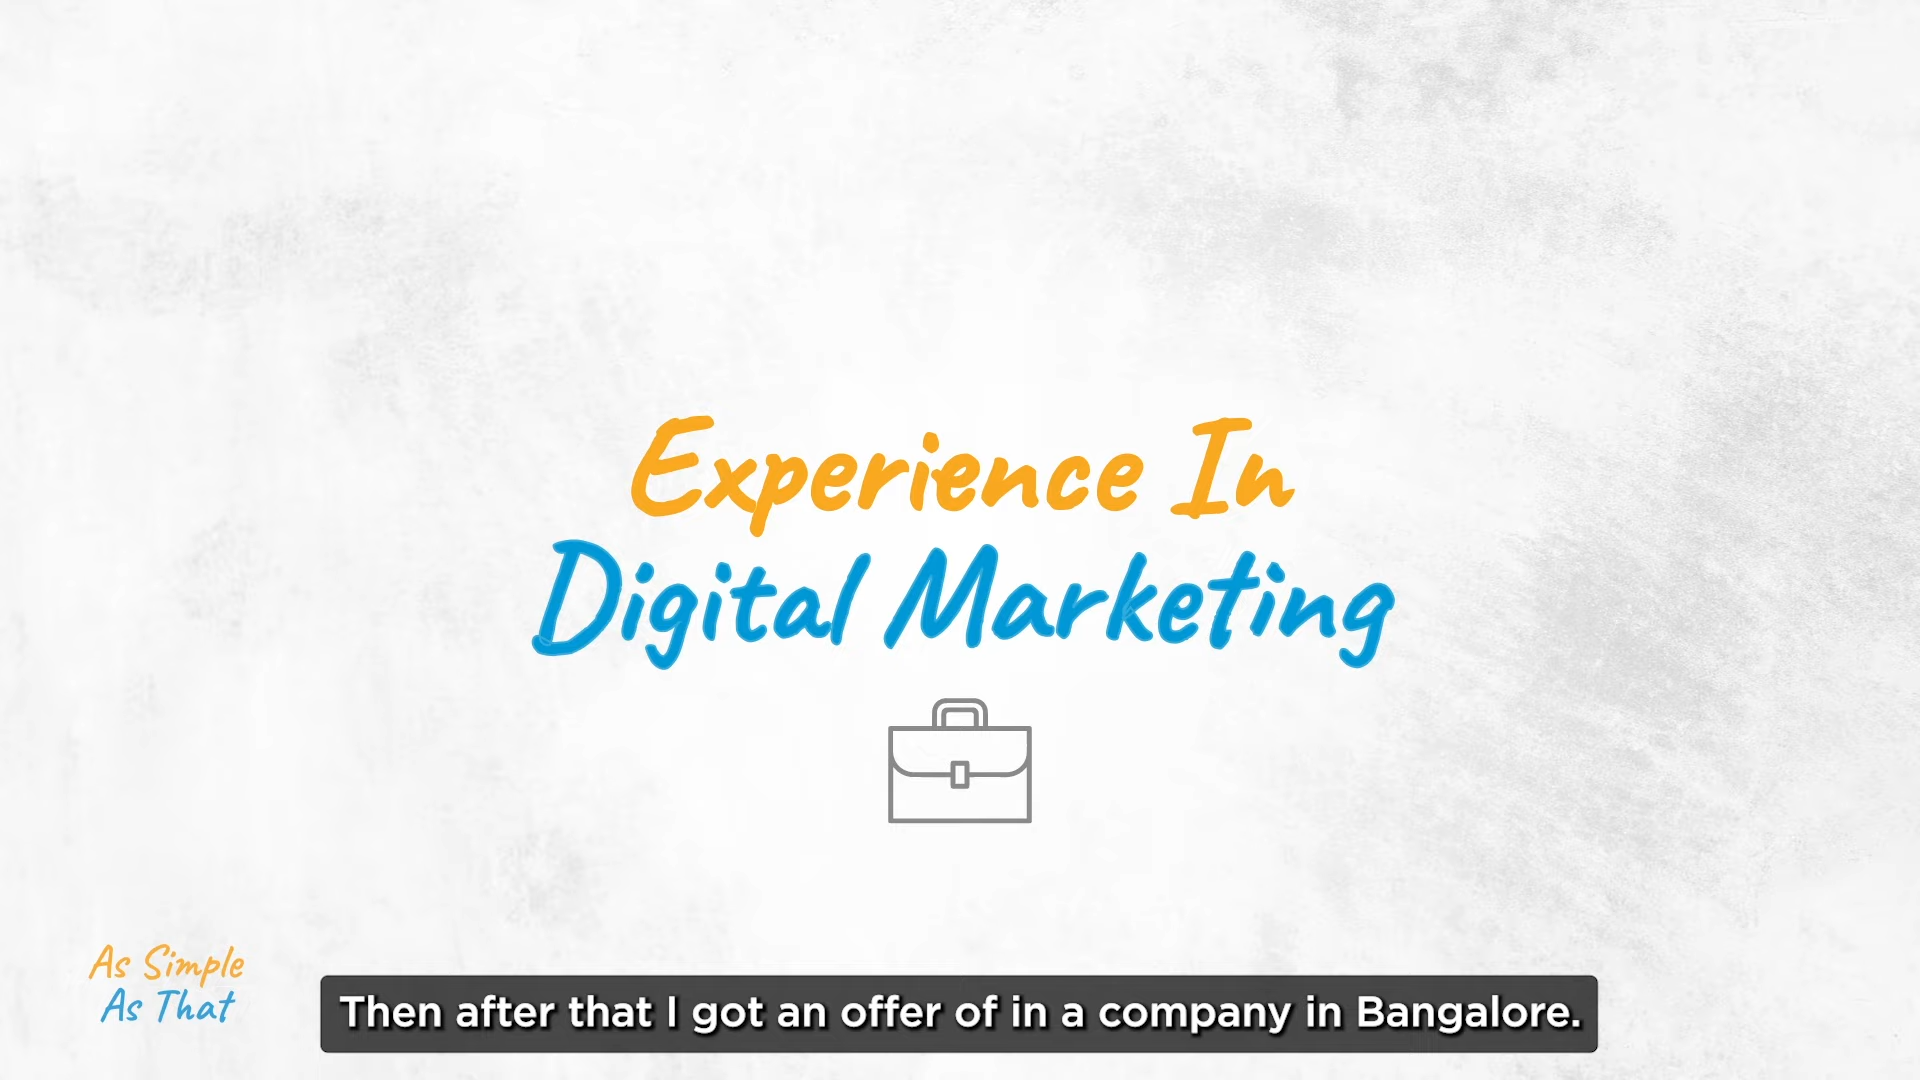 Experience In
Digital Marketing
As Simple
As That
Then after that I got an offer of in a company in Bangalore.